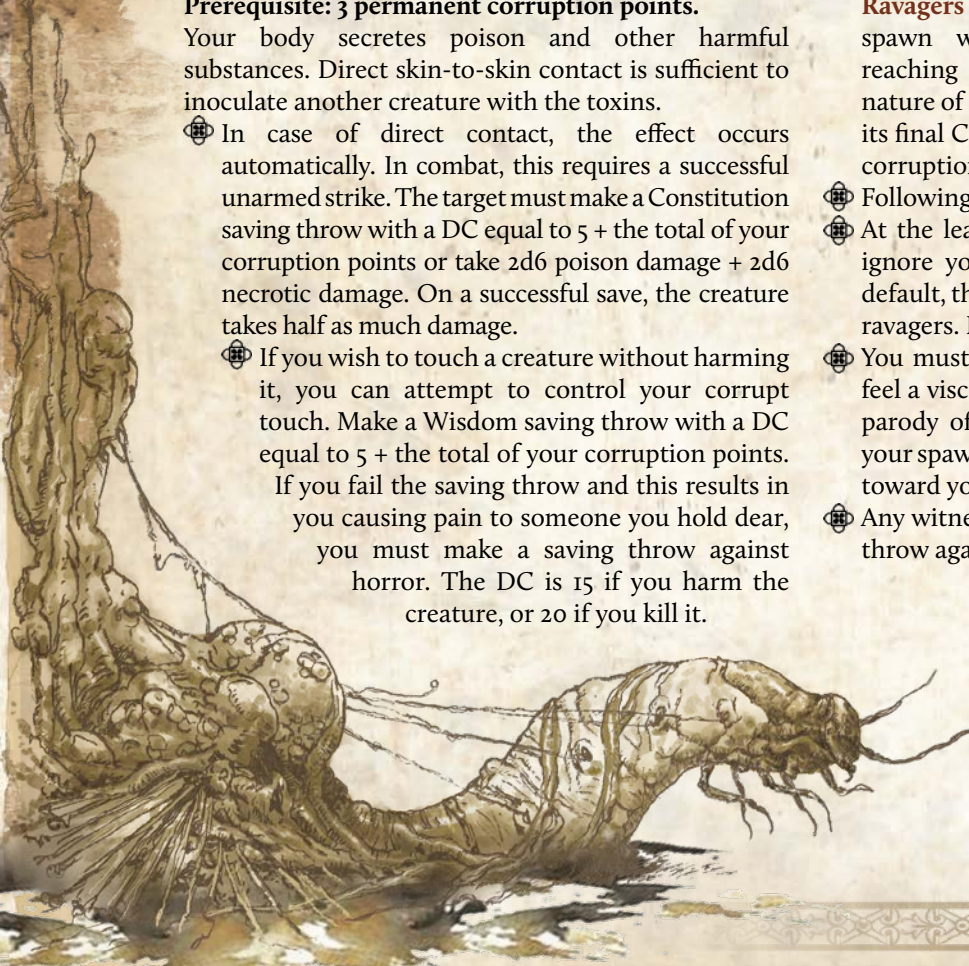 Prerequisite: 3 permanent corruption points.
Your body secretes poison and other harmful
substances. Direct skin-to-skin contact is sufficient to
inoculate another creature with the toxins.
In case of direct contact, the effect occurs
automatically. In combat, this requires a successful
unarmed strike. The target must make a Constitution
saving throw with a DC equal to 5 + the total of your
corruption points or take 2d6 poison damage + 2d6
necrotic damage. On a successful save, the creature
takes half as much damage.
If you wish to touch a creature without harming
it, you can attempt to control your corrupt
touch. Make a Wisdom saving throw with a DC
equal to 5 + the total of your corruption points.
If you fail the saving throw and this results in
you causing pain to someone you hold dear,
you must make a saving throw against
horror. The DC is 15 if you harm the
creature, or 20 if you kill it.
Ravagers
spawn
reaching
nature of
its final
corruption
Following
At the
ignore
default,
ravagers.
You must
feel a
parody of
your
toward
Any
throw